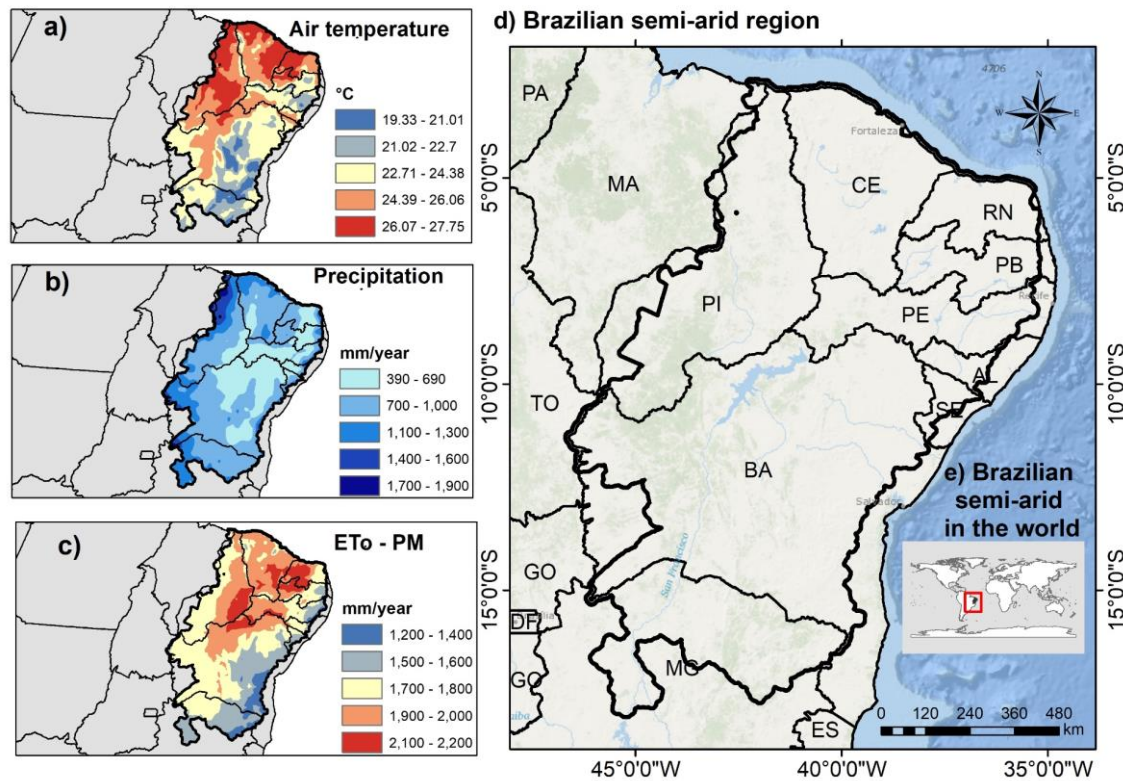 a)
Air temperature
°C
19.33 - 21.01
21.02 - 22.7
22.71 - 24.38
24.39 - 26.06
26.07 - 27.75
b)
Precipitation
mm/year
390 - 690
700 - 1,000
1,100 - 1,300
1,400 - 1,600
1,700 - 1,900
c)
ETo - PM
mm/year
1,200 - 1,400
1,500 - 1,600
1,700 - 1,800
1,900 - 2,000
2,100 - 2,200
d) Brazilian semi-arid region
4706
N
W
E
S
PA
Fortaleza
MA
CE
RN
PB
PI
Recife
PE
AL
TO
SE
BA
Salvador
São Francisco
GO
DF
GO
MG
ES
e) Brazilian
semi-arid
in the world
0
120
240
360
480
km
5°0'0"S
10°0'0"S
15°0'0"S
5°0'0"S
10°0'0"S
15°0'0"S
45°0'0"W
40°0'0"W
35°0'0"W